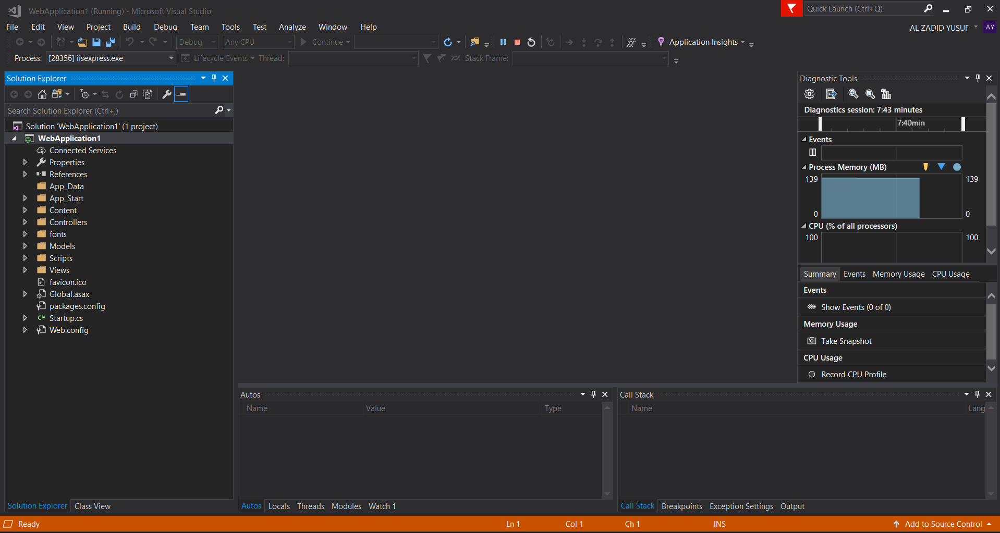 WebApplication1 (Running) - Microsoft Visual Studio
Quick Launch (Ctrl+Q)
File Edit View Project Build Debug Team Tools Test Analyze Window Help
AL ZADID YUSUF AY
Debug Any CPU Continue Application Insights
Process: [28356] iisexpress.exe Lifecycle Events Thread: Stack Frame:
Solution Explorer
Search Solution Explorer (Ctrl+;)
Solution 'WebApplication1' (1 project)
WebApplication1
Connected Services
Properties
References
App_Data
App_Start
Content
Controllers
fonts
Models
Scripts
Views
favicon.ico
Global.asax
packages.config
C# Startup.cs
Web.config
Solution Explorer Class View
Diagnostic Tools
Diagnostics session: 7:43 minutes
7:40min
Events
Process Memory (MB)
139 139
0 0
CPU (% of all processors)
100 100
Summary Events Memory Usage CPU Usage
Events
Show Events (0 of 0)
Memory Usage
Take Snapshot
CPU Usage
Record CPU Profile
Autos
Name Value Type
Autos Locals Threads Modules Watch 1
Call Stack
Name Lang
Call Stack Breakpoints Exception Settings Output
Ready Ln 1 Col 1 Ch 1 INS Add to Source Control